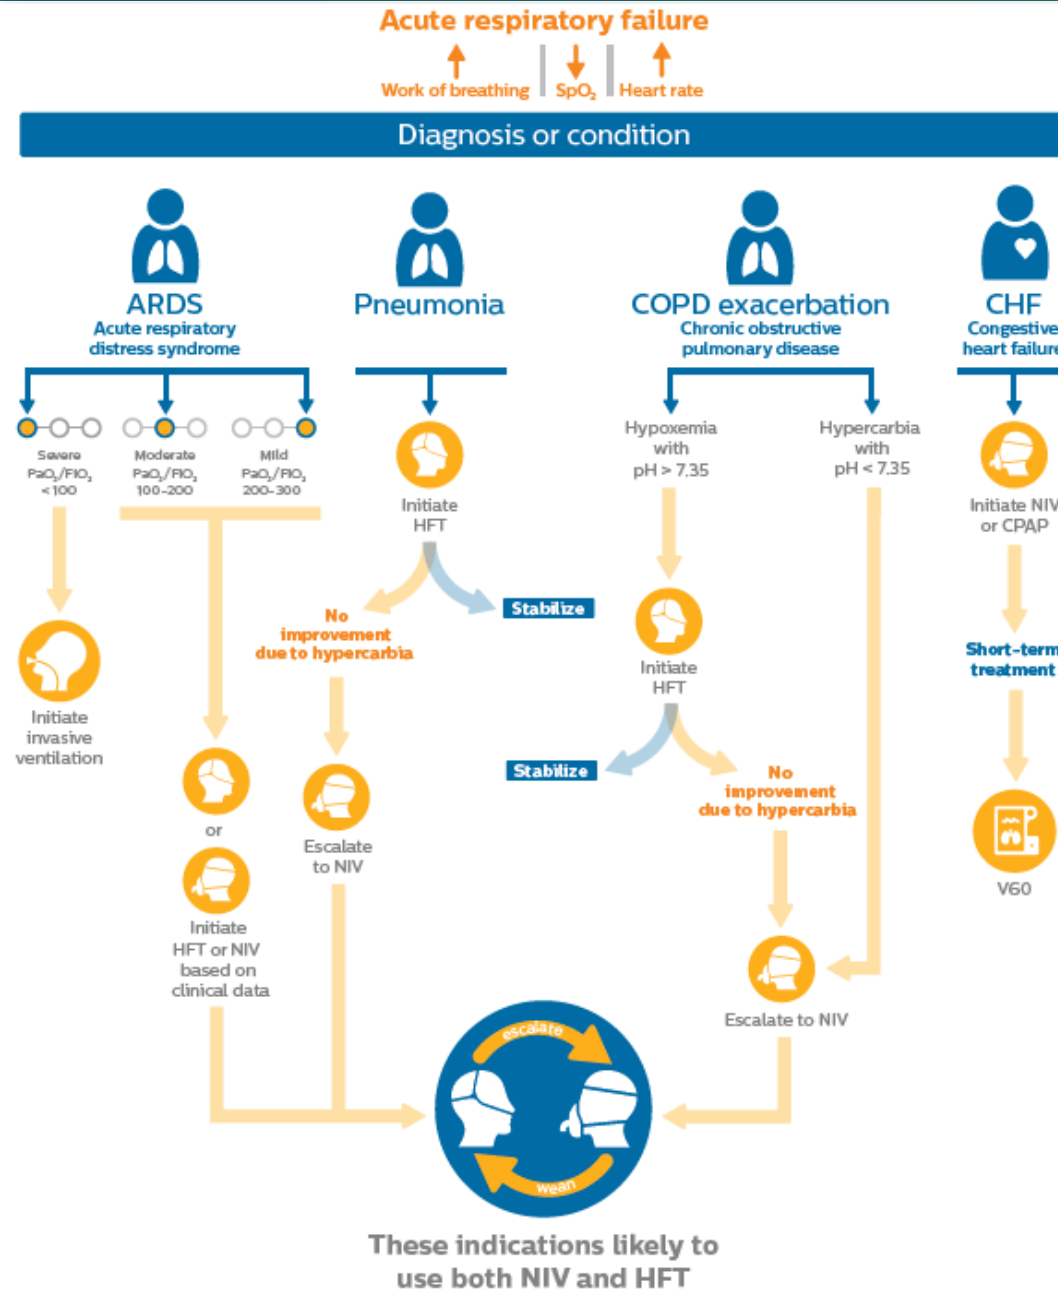 Acute respiratory failure
Work of breathing
SpO₂
Heart rate
Diagnosis or condition
ARDS
Acute respiratory
distress syndrome
Severe
PaO₂/FIO₂
<100
Moderate
PaO₂/FIO₂
100-200
Mild
PaO₂/FIO₂
200-300
Initiate
invasive
ventilation
or
Initiate
HFT or NIV
based on
clinical data
Pneumonia
Initiate
HFT
Stabilize
No
improvement
due to hypercarbia
Escalate
to NIV
COPD exacerbation
Chronic obstructive
pulmonary disease
Hypoxemia
with
pH > 7.35
Hypercarbia
with
pH < 7.35
Initiate
HFT
Stabilize
No
improvement
due to hypercarbia
Escalate to NIV
CHF
Congestive
heart failure
Initiate NIV
or CPAP
Short-term
treatment
V60
escalate
wean
These indications likely to
use both NIV and HFT